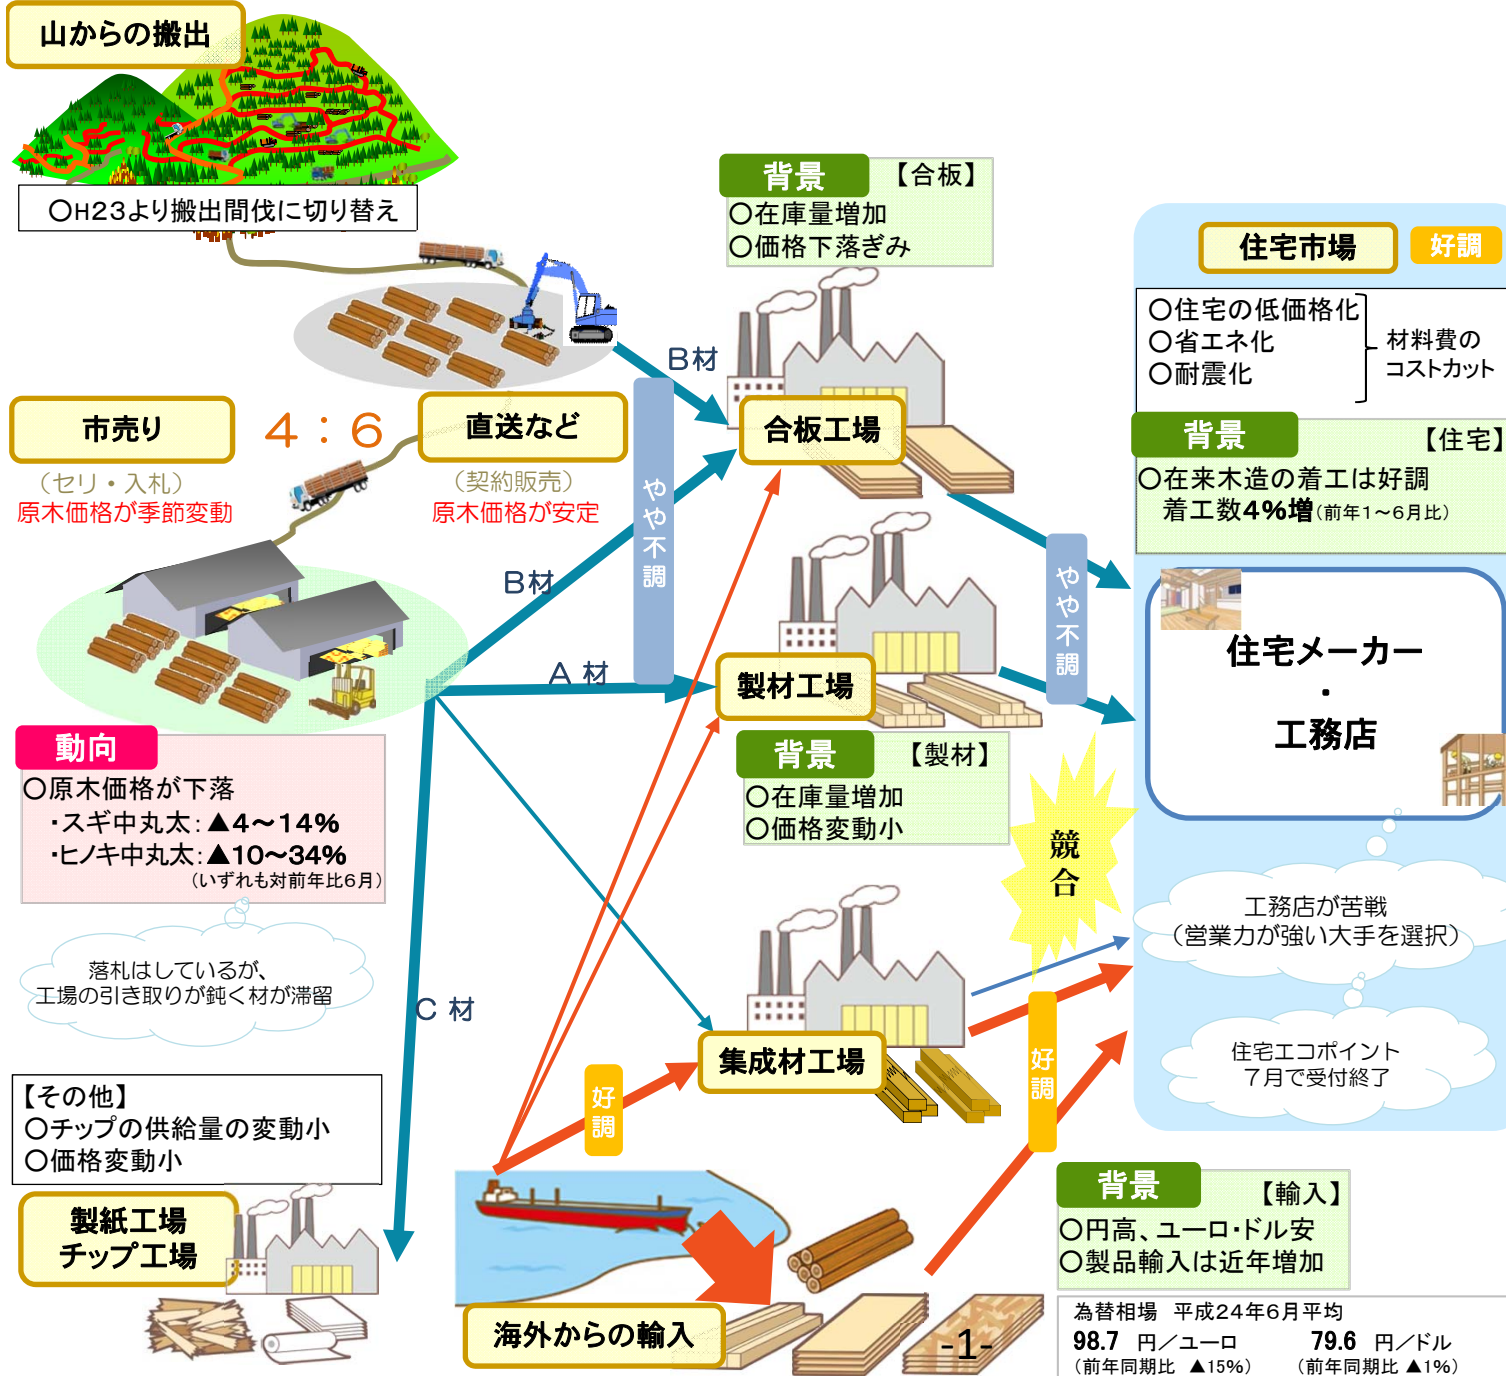 山からの搬出
○H23より搬出間伐に切り替え
市売り
4：6
直送など
（セリ・入札）
原木価格が季節変動
（契約販売）
原木価格が安定
B材
B材
A 材
C 材
やや不調
動向
○原木価格が下落
・スギ中丸太：▲4～14%
・ヒノキ中丸太：▲10～34%
（いずれも対前年比6月）
落札はしているが、
工場の引き取りが鈍く材が滞留
【その他】
○チップの供給量の変動小
○価格変動小
製紙工場
チップ工場
背景
【合板】
○在庫量増加
○価格下落ぎみ
合板工場
製材工場
背景
【製材】
○在庫量増加
○価格変動小
集成材工場
好調
海外からの輸入
-1-
やや不調
競合
好調
住宅市場
好調
○住宅の低価格化
○省エネ化
○耐震化
材料費の
コストカット
背景
【住宅】
○在来木造の着工は好調
着工数4%増（前年1～6月比）
住宅メーカー
・
工務店
工務店が苦戦
（営業力が強い大手を選択）
住宅エコポイント
7月で受付終了
背景
【輸入】
○円高、ユーロ・ドル安
○製品輸入は近年増加
為替相場 平成24年6月平均
98.7 円／ユーロ 79.6 円／ドル
（前年同期比 ▲15%） （前年同期比 ▲1%）